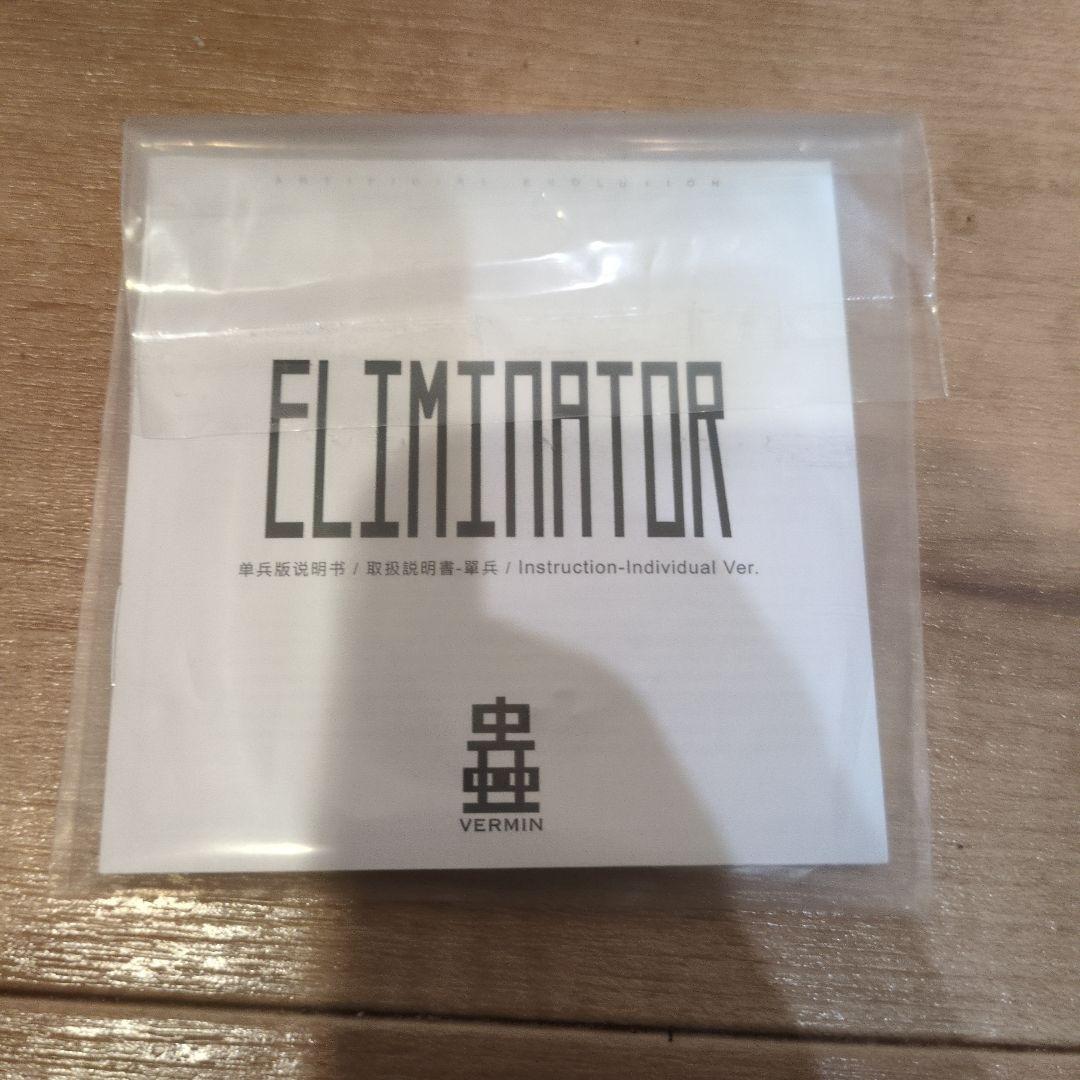 ARTIFICIAL EVOLUTION
ELIMINATOR
单兵版说明书 / 取扱説明書-單兵 / Instruction-Individual Ver.
蟲
VERMIN